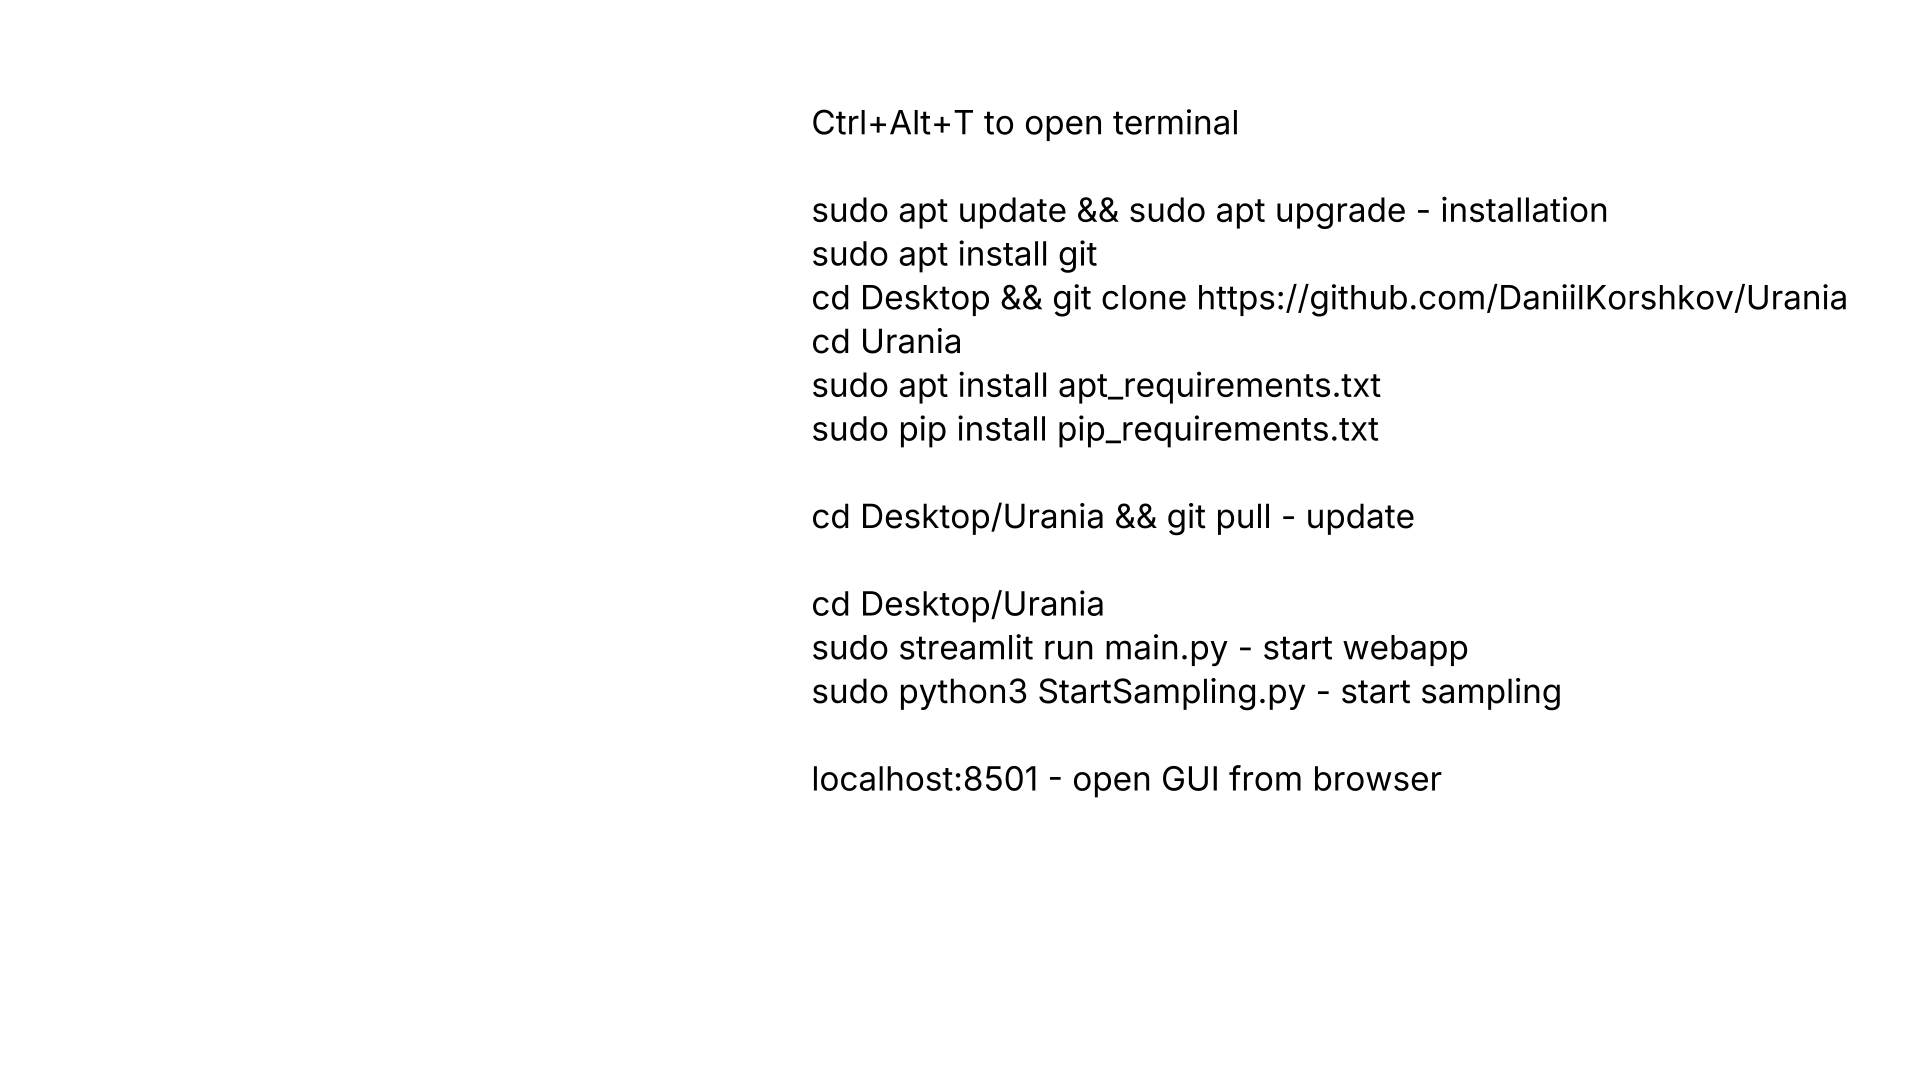 Ctrl+Alt+T to open terminal
sudo apt update && sudo apt upgrade - installation
sudo apt install git
cd Desktop && git clone https://github.com/DaniilKorshkov/Urania
cd Urania
sudo apt install apt_requirements.txt
sudo pip install pip_requirements.txt
cd Desktop/Urania && git pull - update
cd Desktop/Urania
sudo streamlit run main.py - start webapp
sudo python3 StartSampling.py - start sampling
localhost:8501 - open GUI from browser